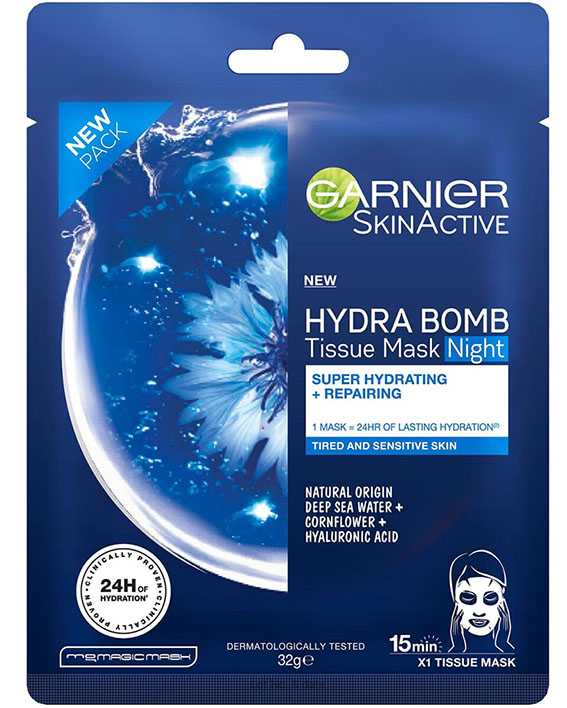 NEW
PACK
GARNIER
SKINACTIVE
NEW
HYDRA BOMB
Tissue Mask Night
SUPER HYDRATING
+ REPAIRING
1 MASK = 24HR OF LASTING HYDRATION⁽²⁾
TIRED AND SENSITIVE SKIN
NATURAL ORIGIN
DEEP SEA WATER +
CORNFLOWER +
HYALURONIC ACID
• CLINICALLY PROVEN • CLINICALLY PROVEN
24H OF
HYDRATION*
MAGICMASK
DERMATOLOGICALLY TESTED
32g℮
15min
X1 TISSUE MASK